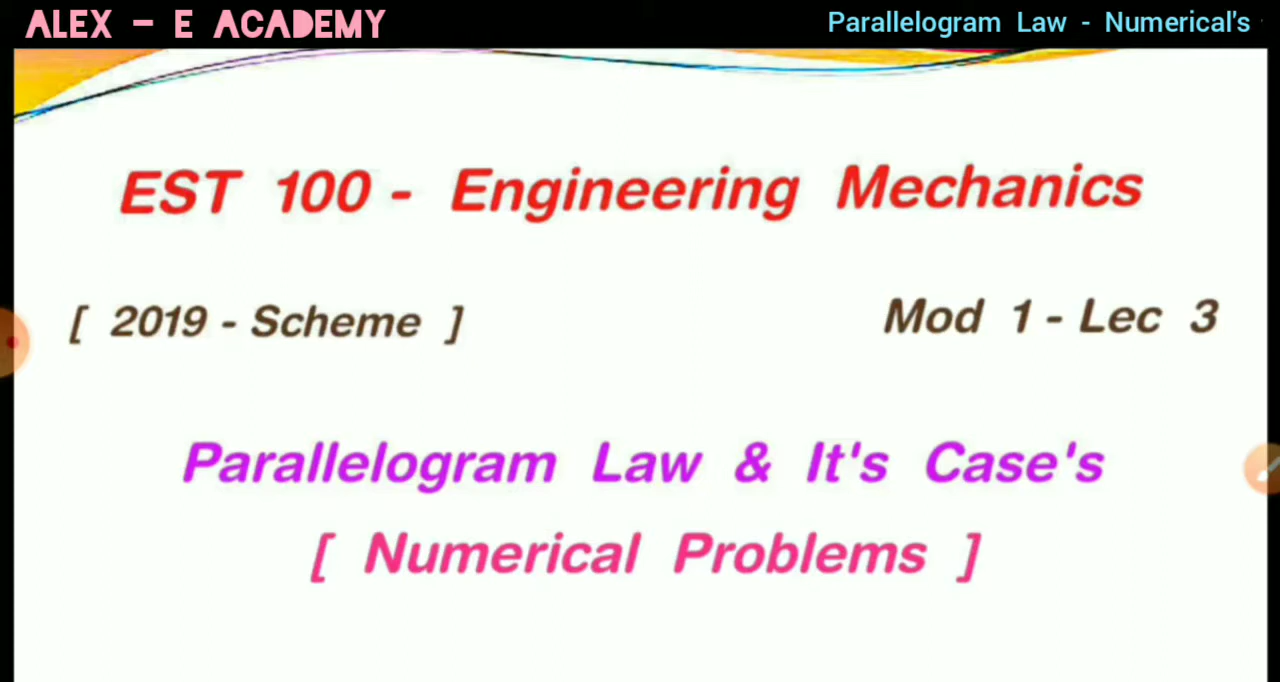 ALEX - E ACADEMY
Parallelogram Law - Numerical's
EST 100 - Engineering Mechanics
[ 2019 - Scheme ]
Mod 1 - Lec 3
Parallelogram Law & It's Case's
[ Numerical Problems ]